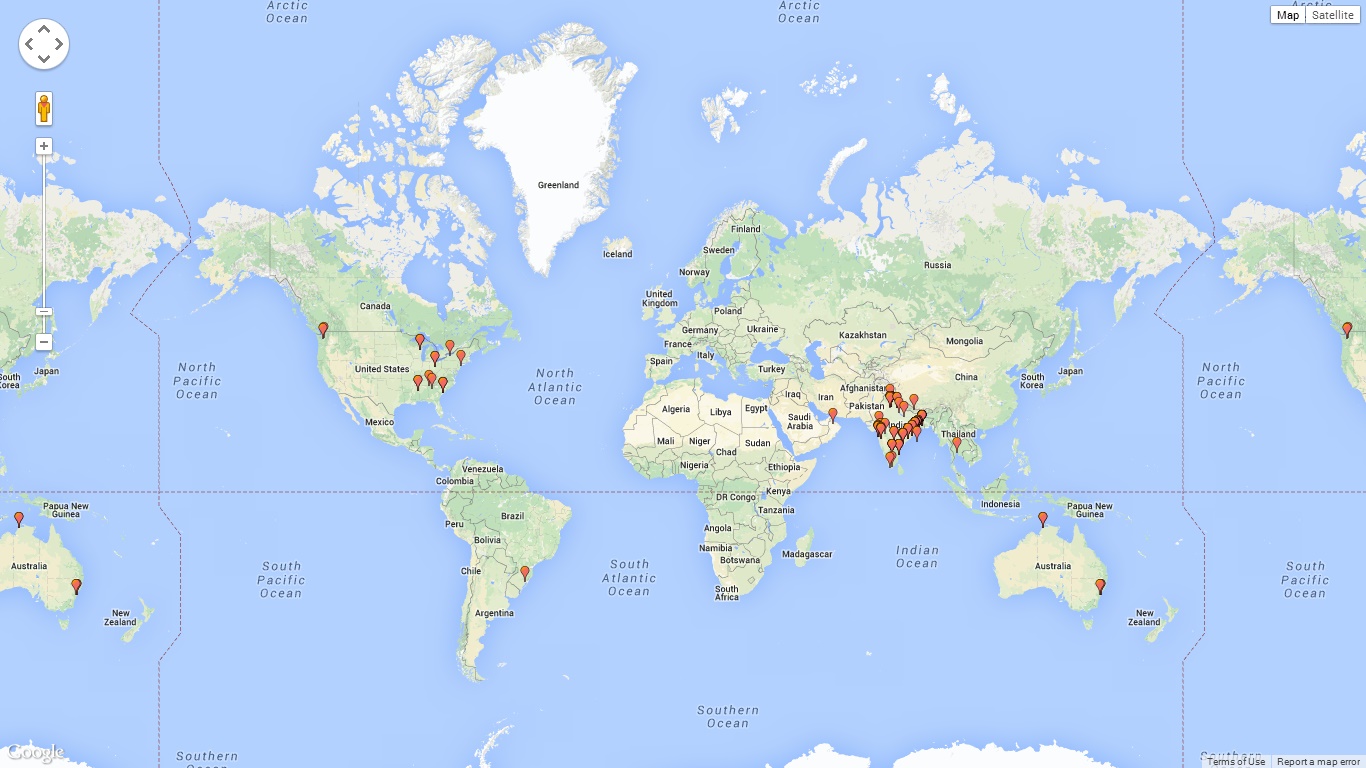 Arctic
Ocean
Arctic
Ocean
Arctic
Ocean
Map
Satellite
Greenland
Iceland
Finland
Sweden
Norway
Russia
United
Kingdom
Canada
Poland
Germany
Ukraine
France
Kazakhstan
Mongolia
Italy
Spain
Turkey
United States
North
Pacific
Ocean
North
Atlantic
Ocean
China
South
Korea
Japan
South
Korea
Japan
North
Pacific
Ocean
Afghanistan
Iraq
Iran
Pakistan
Algeria
Libya
Egypt
Saudi
Arabia
Mexico
India
Thailand
Mali
Niger
Chad
Sudan
Nigeria
Ethiopia
Venezuela
Colombia
DR Congo
Kenya
Tanzania
Indonesia
Papua New
Guinea
Papua New
Guinea
Peru
Brazil
Bolivia
Angola
Namibia
Botswana
Madagascar
Indian
Ocean
Australia
Australia
Chile
South
Pacific
Ocean
South
Atlantic
Ocean
South
Africa
South
Pacific
Ocean
Argentina
New
Zealand
New
Zealand
Southern
Ocean
Southern
Ocean
Southern
Google
Terms of Use
Report a map error